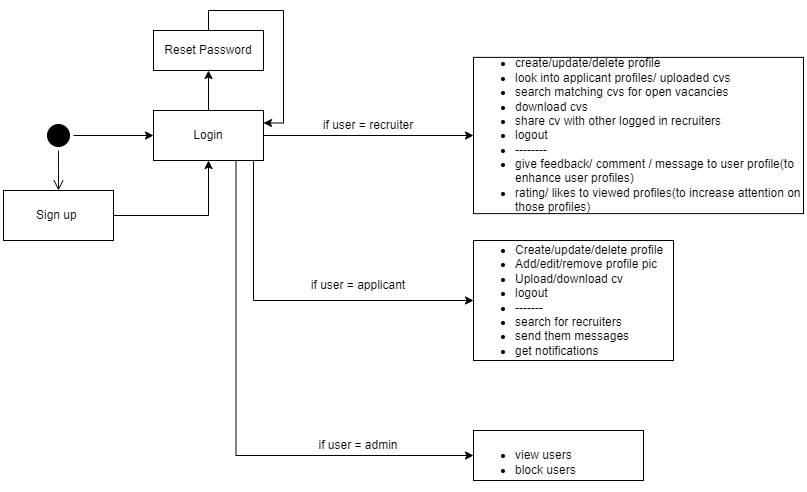 Reset Password
Login
Sign up
if user = recruiter
create/update/delete profile
look into applicant profiles/ uploaded cvs
search matching cvs for open vacancies
download cvs
share cv with other logged in recruiters
logout
--------
give feedback/ comment / message to user profile(to
enhance user profiles)
rating/ likes to viewed profiles(to increase attention on
those profiles)
if user = applicant
Create/update/delete profile
Add/edit/remove profile pic
Upload/download cv
logout
-------
search for recruiters
send them messages
get notifications
if user = admin
view users
block users